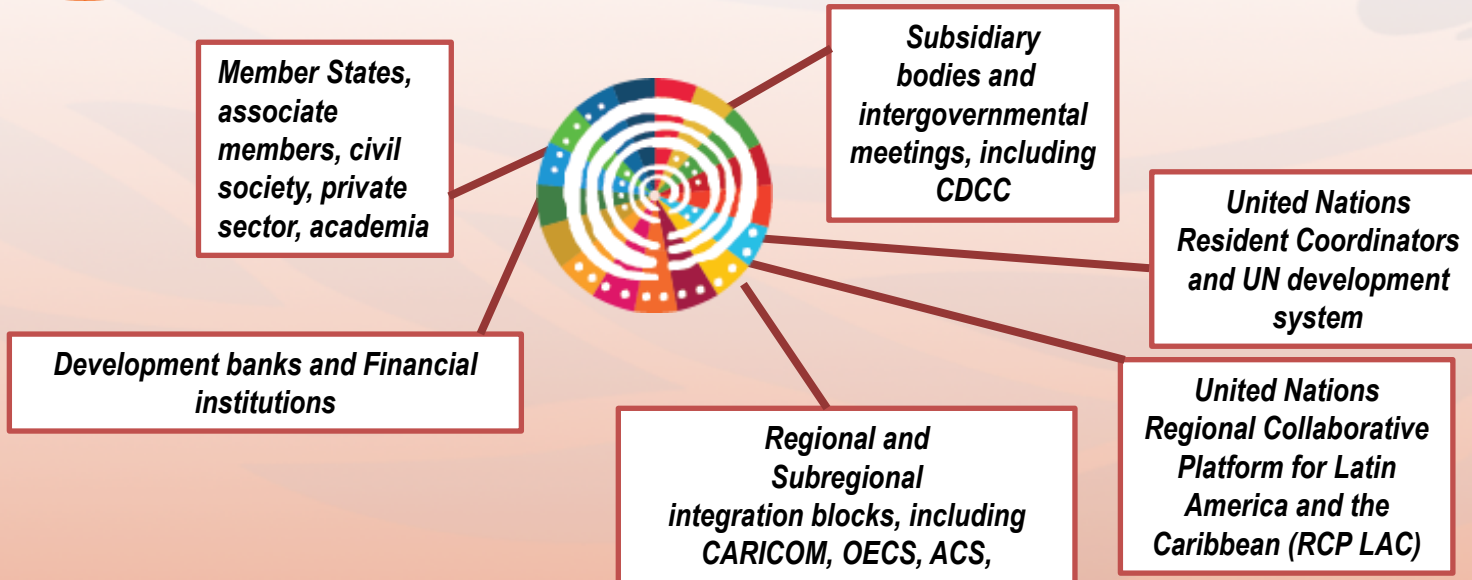 Member States,
associate
members, civil
society, private
sector, academia
Subsidiary
bodies and
intergovernmental
meetings, including
CDCC
United Nations
Resident Coordinators
and UN development
system
Development banks and Financial
institutions
Regional and
Subregional
integration blocks, including
CARICOM, OECS, ACS,
United Nations
Regional Collaborative
Platform for Latin
America and the
Caribbean (RCP LAC)